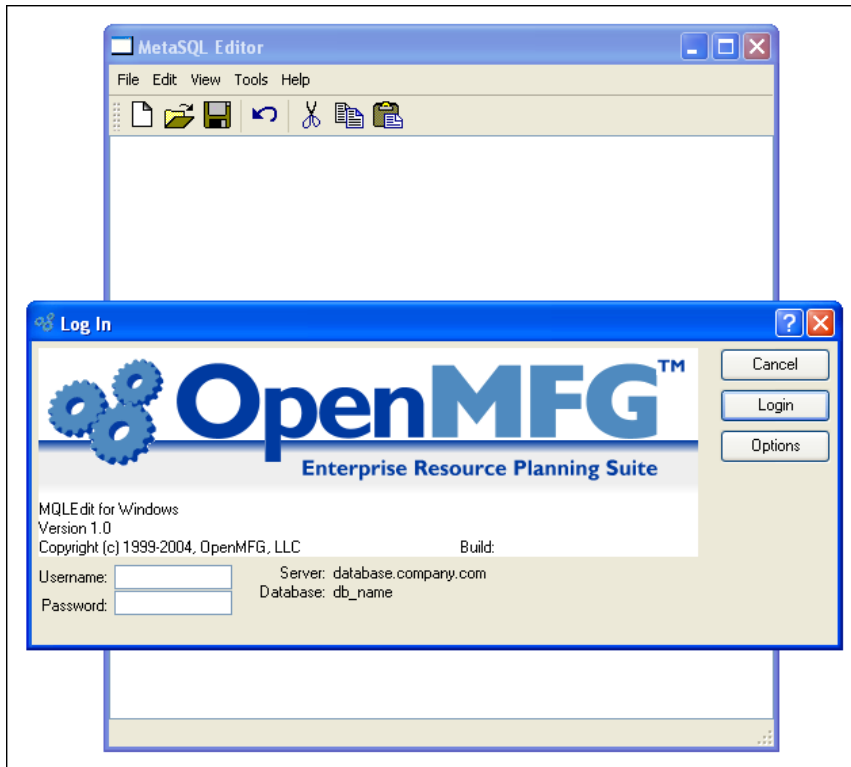 MetaSQL Editor
File Edit View Tools Help
Log In
OpenMFG™
Enterprise Resource Planning Suite
Cancel
Login
Options
MQLEdit for Windows
Version 1.0
Copyright (c) 1999-2004, OpenMFG, LLC Build:
Username: Server: database.company.com
Password: Database: db_name